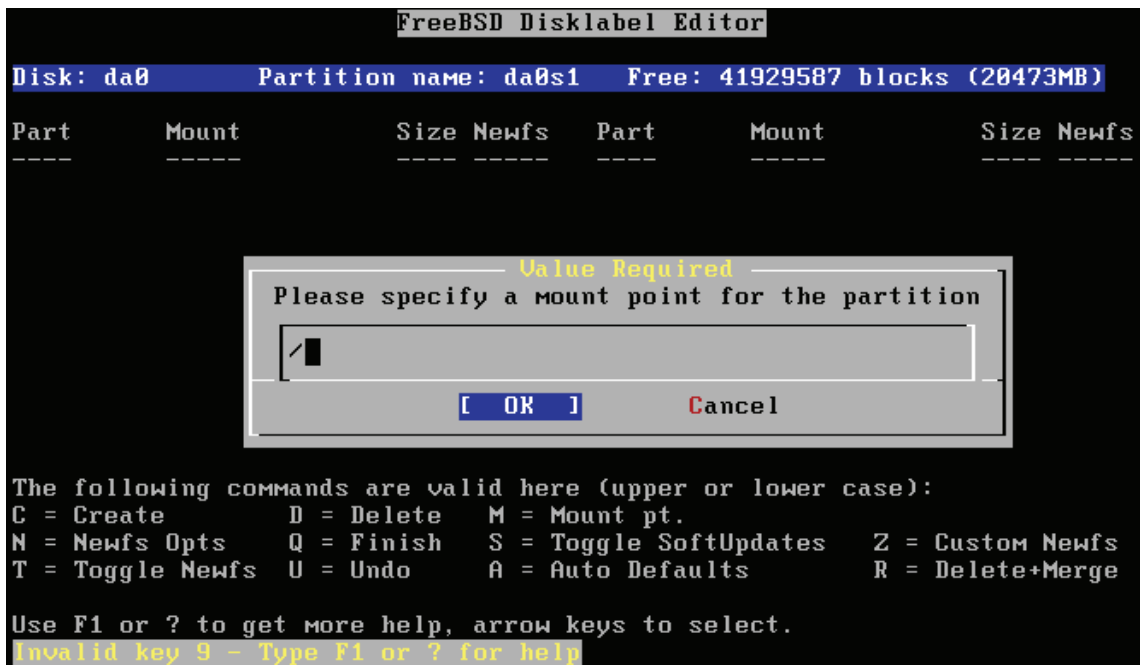 FreeBSD Disklabel Editor
Disk: da0 Partition name: da0s1 Free: 41929587 blocks (20473MB)
Part Mount Size Newfs Part Mount Size Newfs
---- ----- ---- ----- ---- ----- ---- -----
Value Required
Please specify a mount point for the partition
/
[ OK ] Cancel
The following commands are valid here (upper or lower case):
C = Create D = Delete M = Mount pt.
N = Newfs Opts Q = Finish S = Toggle SoftUpdates Z = Custom Newfs
T = Toggle Newfs U = Undo A = Auto Defaults R = Delete+Merge
Use F1 or ? to get more help, arrow keys to select.
Invalid key 9 - Type F1 or ? for help